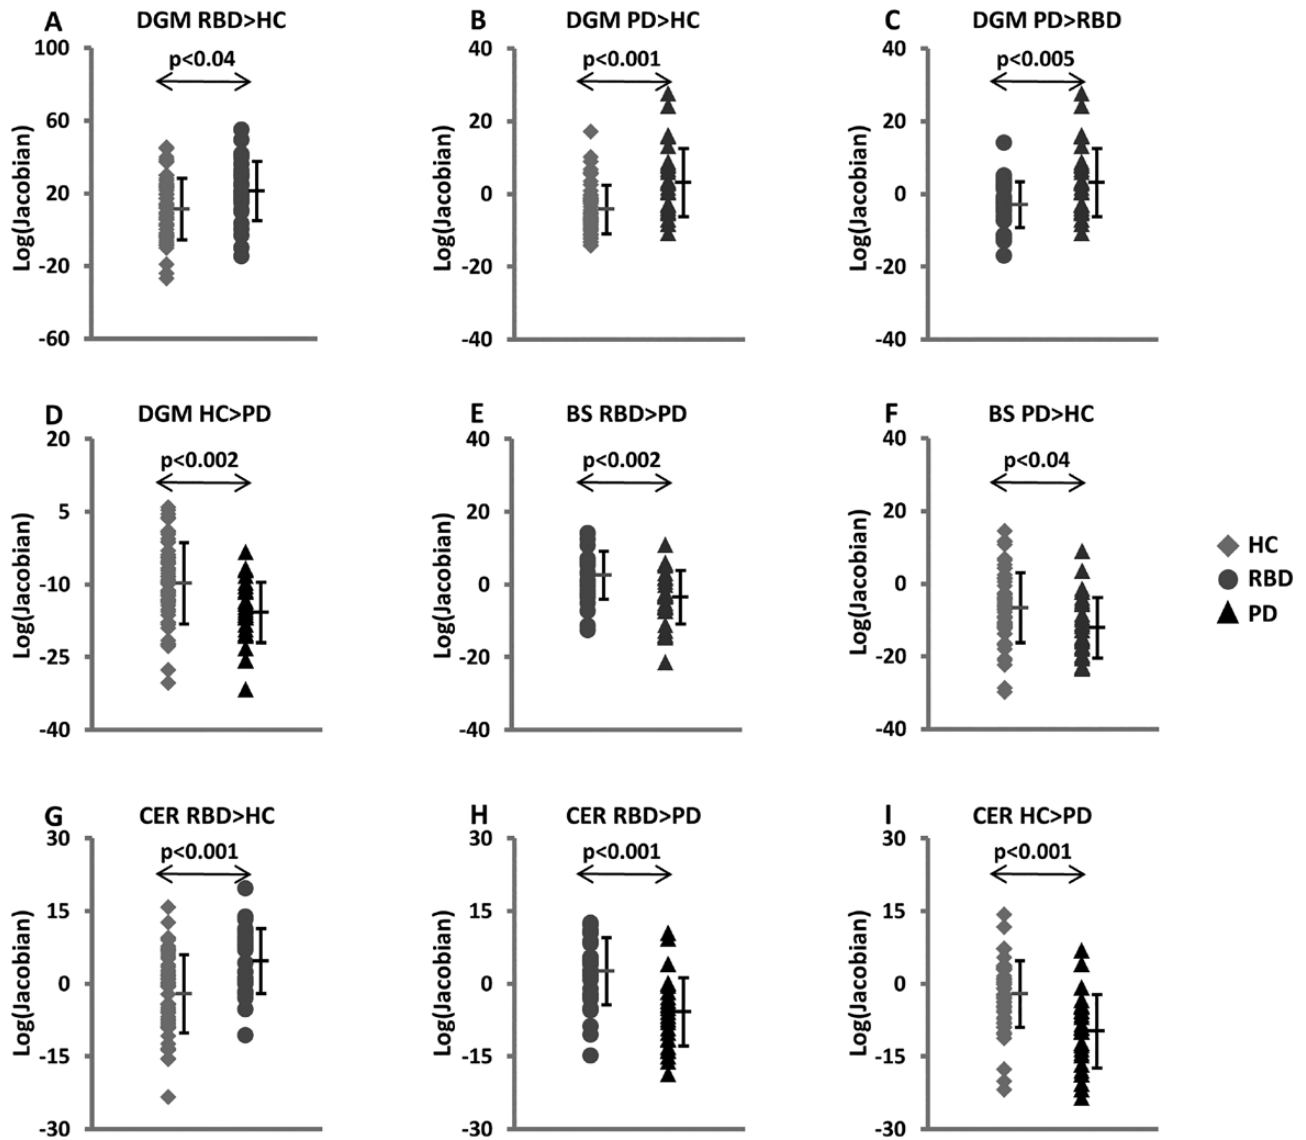 A DGM RBD>HC
B DGM PD>HC
C DGM PD>RBD
100
60
20
-20
-60
Log(Jacobian)
p<0.04
40
20
0
-20
-40
Log(Jacobian)
p<0.001
40
20
0
-20
-40
Log(Jacobian)
p<0.005
D DGM HC>PD
E BS RBD>PD
F BS PD>HC
20
5
-10
-25
-40
Log(Jacobian)
p<0.002
40
20
0
-20
-40
Log(Jacobian)
p<0.002
40
20
0
-20
-40
Log(Jacobian)
p<0.04
HC
RBD
PD
G CER RBD>HC
H CER RBD>PD
I CER HC>PD
30
15
0
-15
-30
Log(Jacobian)
p<0.001
30
15
0
-15
-30
Log(Jacobian)
p<0.001
30
15
0
-15
-30
Log(Jacobian)
p<0.001